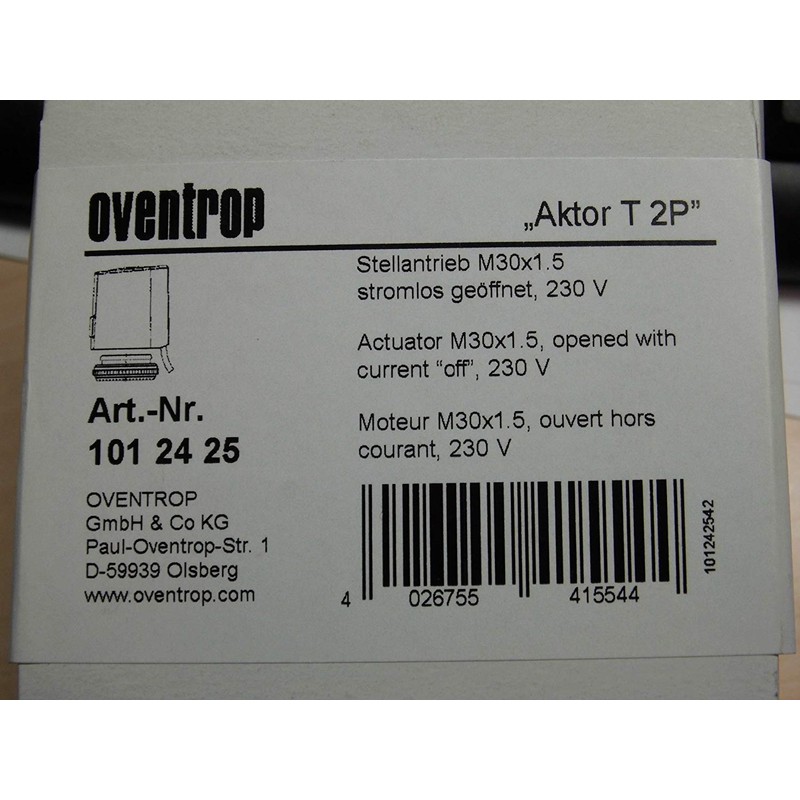 oventrop
„Aktor T 2P”
Stellantrieb M30x1.5
stromlos geöffnet, 230 V
Actuator M30x1.5, opened with
current “off”, 230 V
Moteur M30x1.5, ouvert hors
courant, 230 V
Art.-Nr.
101 24 25
OVENTROP
GmbH & Co KG
Paul-Oventrop-Str. 1
D-59939 Olsberg
www.oventrop.com
4 026755 415544
101242542